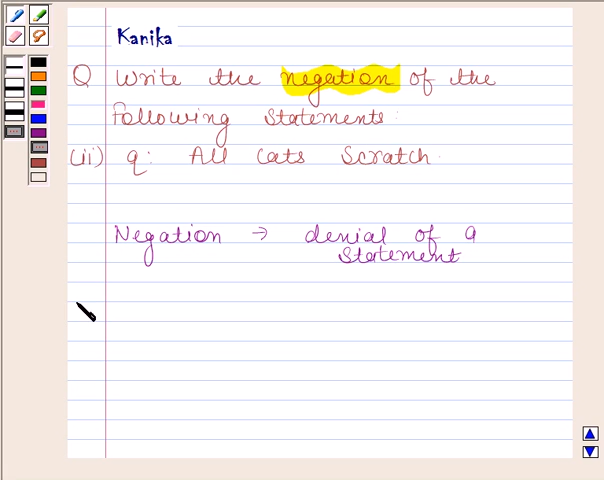 Kanika
Q Write the negation of the
following statements:
(ii) q: All Cats Scratch.
Negation → denial of a
statement